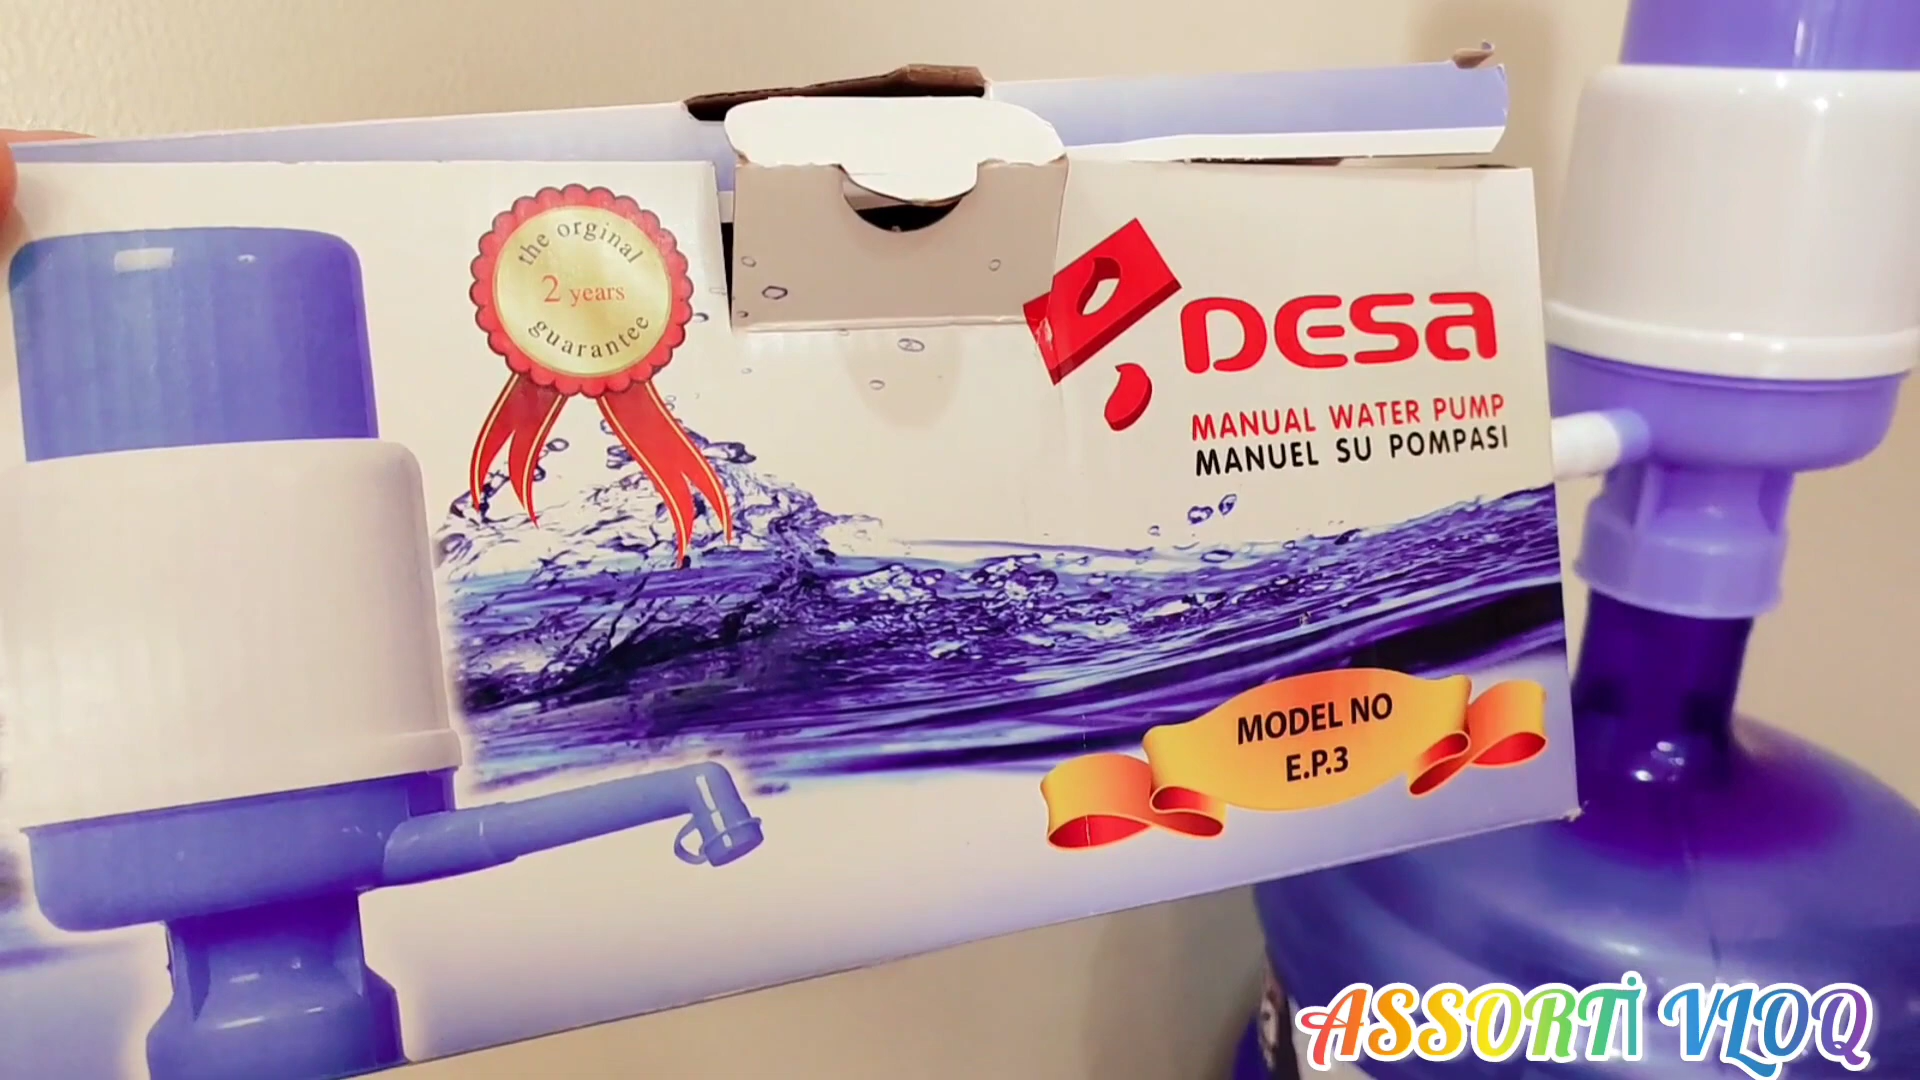 the orginal
2 years
guarantee
DESA
MANUAL WATER PUMP
MANUEL SU POMPASI
MODEL NO
E.P.3
ASSORTİ VLOQ